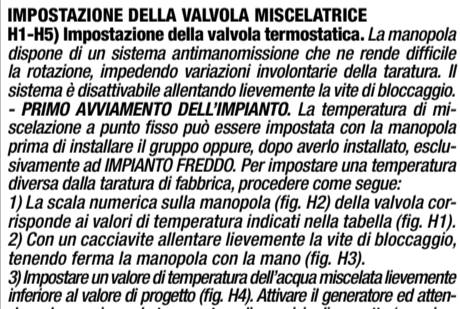 IMPOSTAZIONE DELLA VALVOLA MISCELATRICE
H1-H5) Impostazione della valvola termostatica. La manopola
dispone di un sistema antimanomissione che ne rende difficile
la rotazione, impedendo variazioni involontarie della taratura. Il
sistema è disattivabile allentando lievemente la vite di bloccaggio.
- PRIMO AVVIAMENTO DELL'IMPIANTO. La temperatura di mi-
scelazione a punto fisso può essere impostata con la manopola
prima di installare il gruppo oppure, dopo averlo installato, esclu-
sivamente ad IMPIANTO FREDDO. Per impostare una temperatura
diversa dalla taratura di fabbrica, procedere come segue:
1) La scala numerica sulla manopola (fig. H2) della valvola cor-
risponde ai valori di temperatura indicati nella tabella (fig. H1).
2) Con un cacciavite allentare lievemente la vite di bloccaggio,
tenendo ferma la manopola con la mano (fig. H3).
3) Impostare un valore di temperatura dell'acqua miscelata lievemente
inferiore al valore di progetto (fig. H4). Attivare il generatore ed atten-